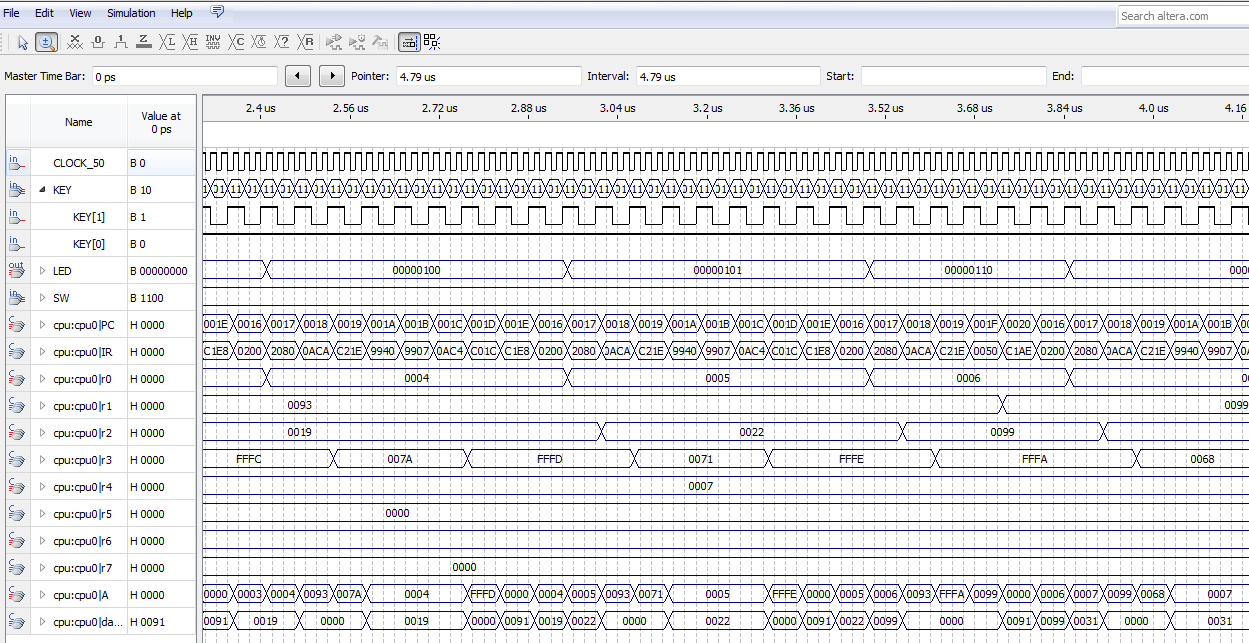 File Edit View Simulation Help Search altera.com
Master Time Bar: 0 ps Pointer: 4.79 us Interval: 4.79 us Start: End:
Name Value at 0 ps 2.4 us 2.56 us 2.72 us 2.88 us 3.04 us 3.2 us 3.36 us 3.52 us 3.68 us 3.84 us 4.0 us 4.16
in CLOCK_50 B 0
in KEY B 10
in KEY[1] B 1
in KEY[0] B 0
out LED B 00000000 00000100 00000101 00000110 0000
in SW B 1100
cpu:cpu0|PC H 0000 001E 0016 0017 0018 0019 001A 001B 001C 001D 001E 0016 0017 0018 0019 001A 001B 001C 001D 001E 0016 0017 0018 0019 001F 0020 0016 0017 0018 0019 001A 001B 00
cpu:cpu0|IR H 0000 C1E8 0200 2080 0ACA C21E 9940 9907 0AC4 C01C C1E8 0200 2080 0ACA C21E 9940 9907 0AC4 C01C C1E8 0200 2080 0ACA C21E 0050 C1AE 0200 2080 0ACA C21E 9940 9907 0A
cpu:cpu0|r0 H 0000 0004 0005 0006 00
cpu:cpu0|r1 H 0000 0093 0099
cpu:cpu0|r2 H 0000 0019 0022 0099
cpu:cpu0|r3 H 0000 FFFC 007A FFFD 0071 FFFE FFFA 0068
cpu:cpu0|r4 H 0000 0007
cpu:cpu0|r5 H 0000 0000
cpu:cpu0|r6 H 0000
cpu:cpu0|r7 H 0000 0000
cpu:cpu0|A H 0000 0000 0003 0004 0093 007A 0004 FFFD 0000 0004 0005 0093 0071 0005 FFFE 0000 0005 0006 0093 FFFA 0099 0000 0006 0007 0099 0068 0007
cpu:cpu0|da... H 0091 0091 0019 0000 0019 0000 0091 0019 0022 0000 0022 0000 0091 0022 0099 0000 0091 0099 0031 0000 0031